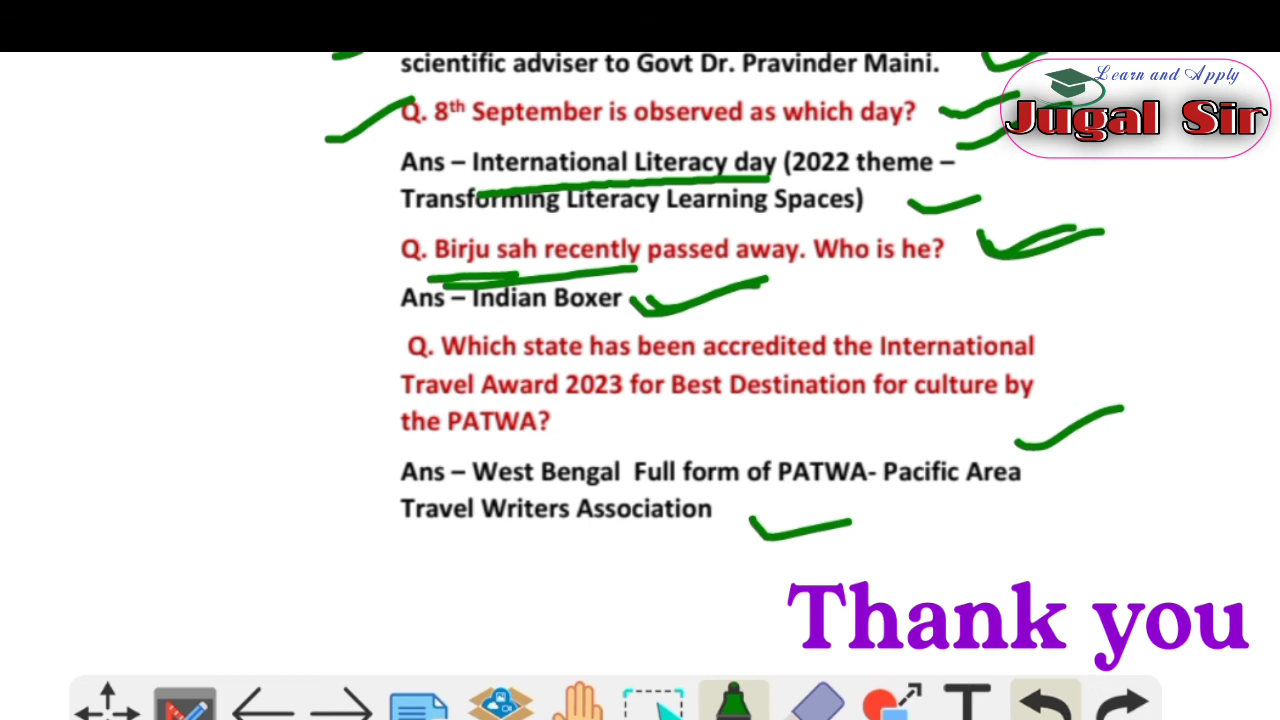 scientific adviser to Govt Dr. Pravinder Maini.
Learn and Apply
Jugal Sir
Q. 8th September is observed as which day?
Ans – International Literacy day (2022 theme –
Transforming Literacy Learning Spaces)
Q. Birju sah recently passed away. Who is he?
Ans – Indian Boxer
Q. Which state has been accredited the International
Travel Award 2023 for Best Destination for culture by
the PATWA?
Ans – West Bengal Full form of PATWA- Pacific Area
Travel Writers Association
Thank you